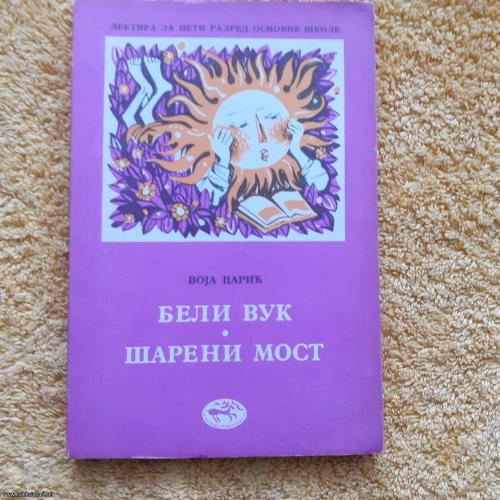 ЛЕКТИРА ЗА ПЕТИ РАЗРЕД ОСНОВНЕ ШКОЛЕ
ВОЈА ЦАРИЋ
БЕЛИ ВУК
•
ШАРЕНИ МОСТ